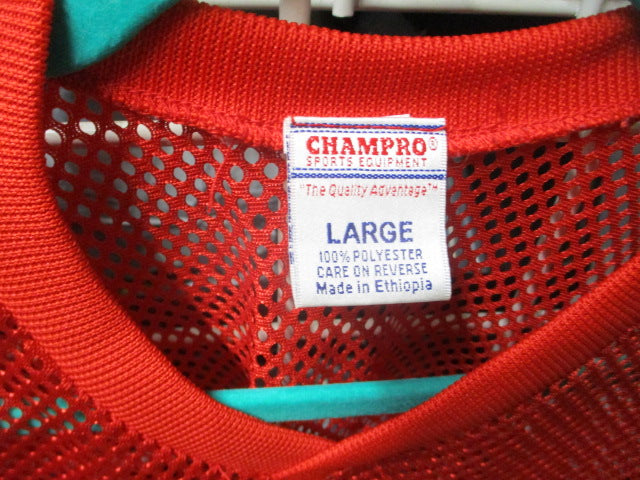 CHAMPRO®
SPORTS EQUIPMENT
"The Quality Advantage"™
LARGE
100% POLYESTER
CARE ON REVERSE
Made in Ethiopia